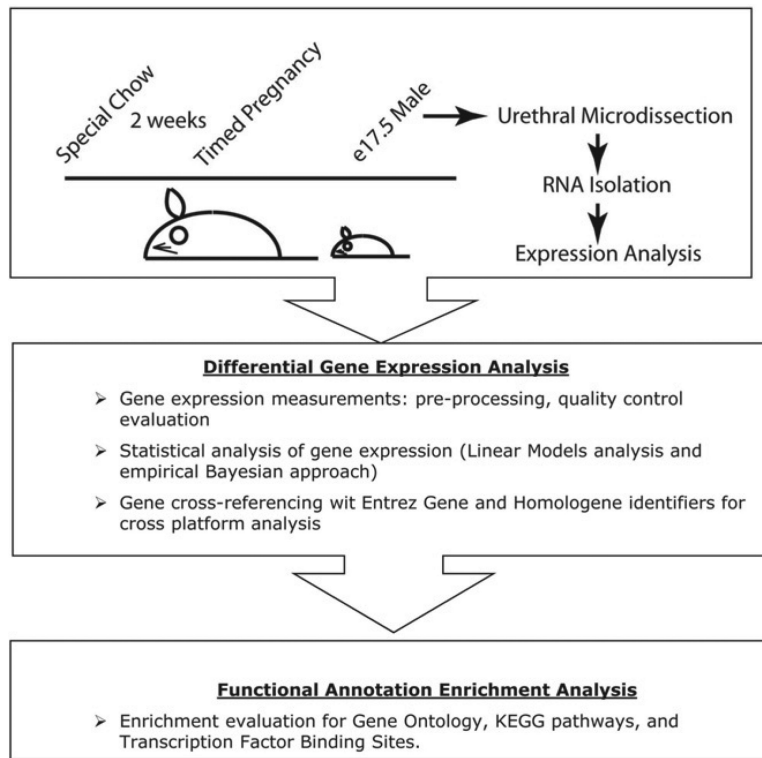 Special Chow
2 weeks
Timed Pregnancy
e17.5 Male
Urethral Microdissection
RNA Isolation
Expression Analysis
Differential Gene Expression Analysis
➢ Gene expression measurements: pre-processing, quality control
evaluation
➢ Statistical analysis of gene expression (Linear Models analysis and
empirical Bayesian approach)
➢ Gene cross-referencing wit Entrez Gene and Homologene identifiers for
cross platform analysis
Functional Annotation Enrichment Analysis
➢ Enrichment evaluation for Gene Ontology, KEGG pathways, and
Transcription Factor Binding Sites.